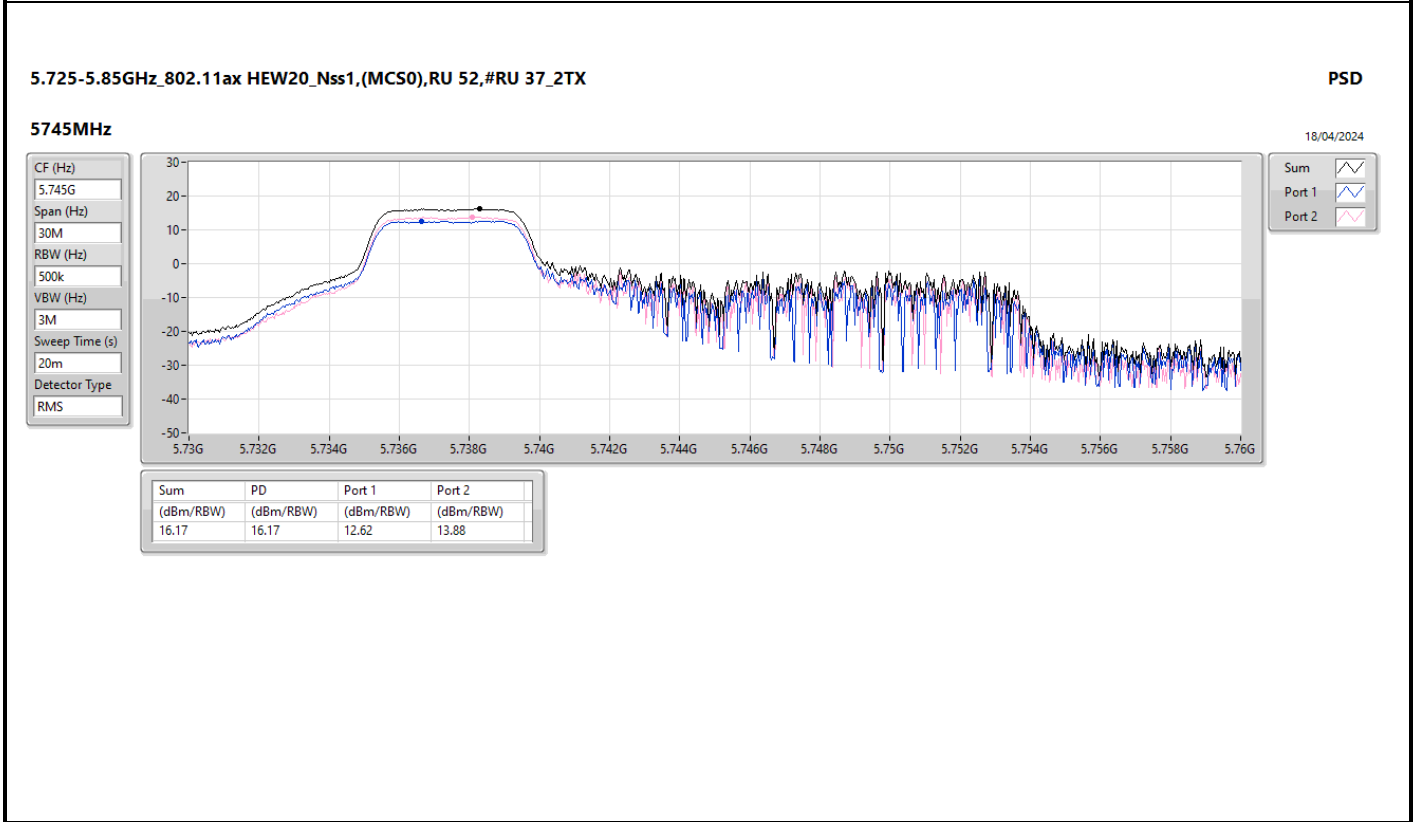 5.725-5.85GHz_802.11ax HEW20_Nss1,(MCS0),RU 52,#RU 37_2TX
PSD
5745MHz
18/04/2024
CF (Hz)
5.745G
Span (Hz)
30M
RBW (Hz)
500k
VBW (Hz)
3M
Sweep Time (s)
20m
Detector Type
RMS
30
20
10
0
-10
-20
-30
-40
-50
5.73G 5.732G 5.734G 5.736G 5.738G 5.74G 5.742G 5.744G 5.746G 5.748G 5.75G 5.752G 5.754G 5.756G 5.758G 5.76G
Sum
Port 1
Port 2
Sum PD Port 1 Port 2
(dBm/RBW) (dBm/RBW) (dBm/RBW) (dBm/RBW)
16.17 16.17 12.62 13.88